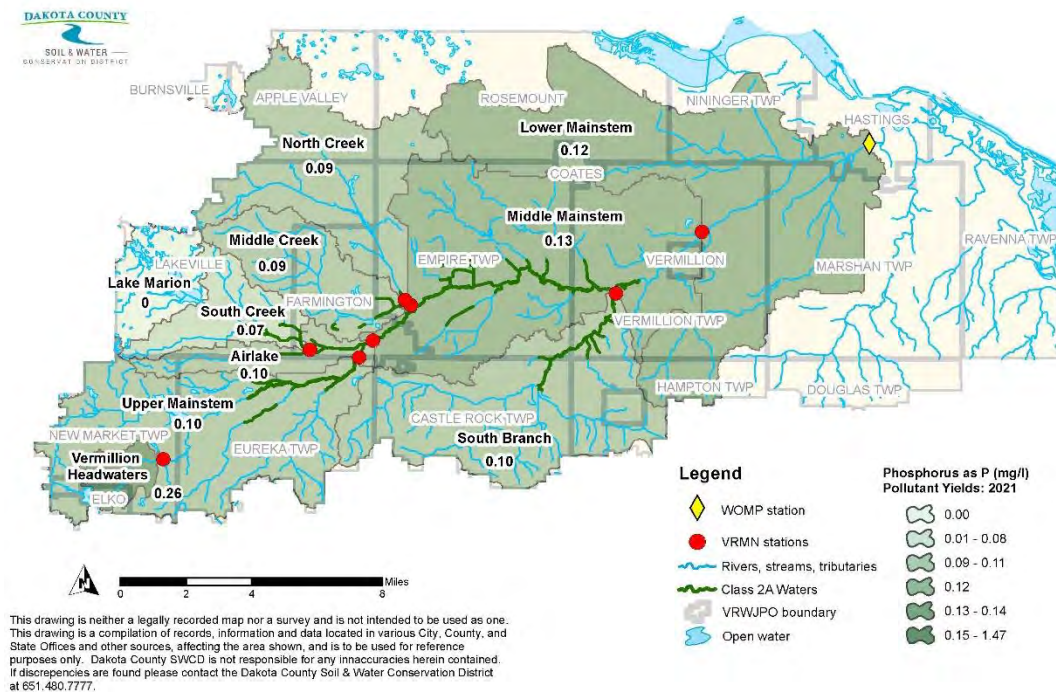 DAKOTA COUNTY
SOIL & WATER
CONSERVATION DISTRICT
BURNSVILLE
APPLE VALLEY
ROSEMOUNT
NININGER TWP
HASTINGS
Lower Mainstem
0.12
North Creek
0.09
COATES
Middle Mainstem
0.13
Middle Creek
0.09
LAKEVILLE
EMPIRE TWP
VERMILLION
RAVENNA TWP
MARSHAN TWP
Lake Marion
0
FARMINGTON
South Creek
0.07
VERMILLION TWP
Airlake
0.10
Upper Mainstem
0.10
HAMPTON TWP
DOUGLAS TWP
CASTLE ROCK TWP
South Branch
0.10
NEW MARKET TWP
EUREKA TWP
Vermillion
Headwaters
0.26
ELKO
Legend
WOMP station
VRMN stations
Rivers, streams, tributaries
Class 2A Waters
VRWJPO boundary
Open water
Phosphorus as P (mg/l)
Pollutant Yields: 2021
0.00
0.01 - 0.08
0.09 - 0.11
0.12
0.13 - 0.14
0.15 - 1.47
N
Miles
0 2 4 8
This drawing is neither a legally recorded map nor a survey and is not intended to be used as one.
This drawing is a compilation of records, information and data located in various City, County, and
State Offices and other sources, affecting the area shown, and is to be used for reference
purposes only. Dakota County SWCD is not responsible for any innaccuracies herein contained.
If discrepencies are found please contact the Dakota County Soil & Water Conservation District
at 651.480.7777.